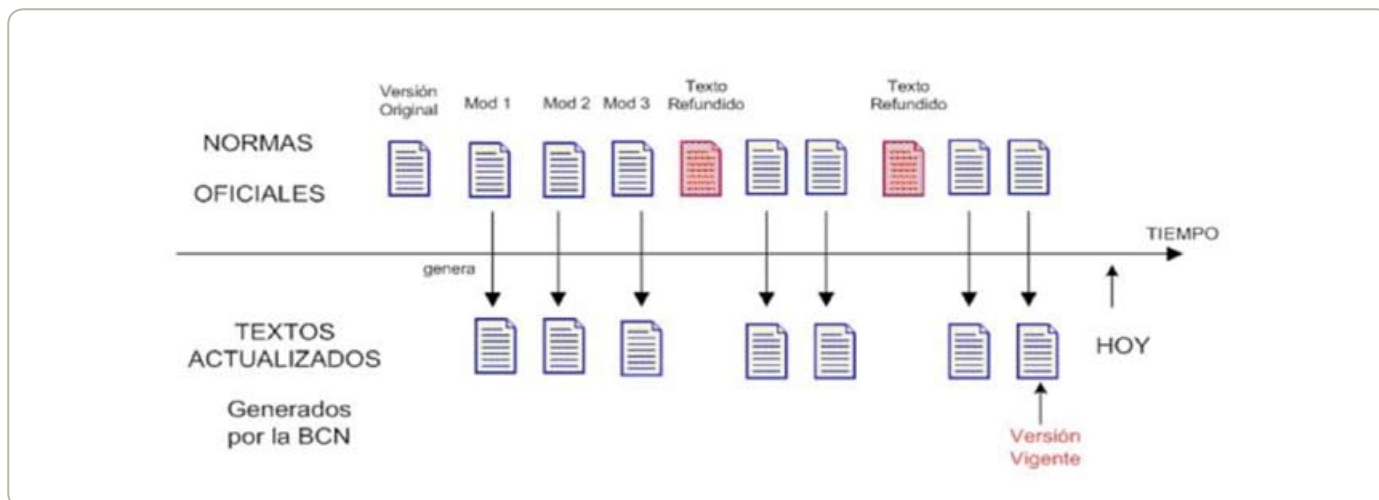 Versión
Original
Mod 1
Mod 2
Mod 3
Texto
Refundido
Texto
Refundido
NORMAS
OFICIALES
TIEMPO
genera
TEXTOS
ACTUALIZADOS
Generados
por la BCN
HOY
Versión
Vigente